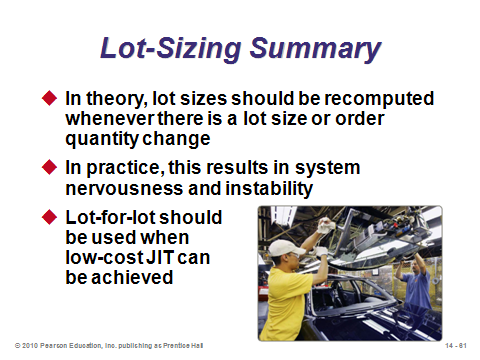 Lot-Sizing Summary
In theory, lot sizes should be recomputed
whenever there is a lot size or order
quantity change
In practice, this results in system
nervousness and instability
Lot-for-lot should
be used when
low-cost JIT can
be achieved
© 2010 Pearson Education, Inc. publishing as Prentice Hall
14 - 61